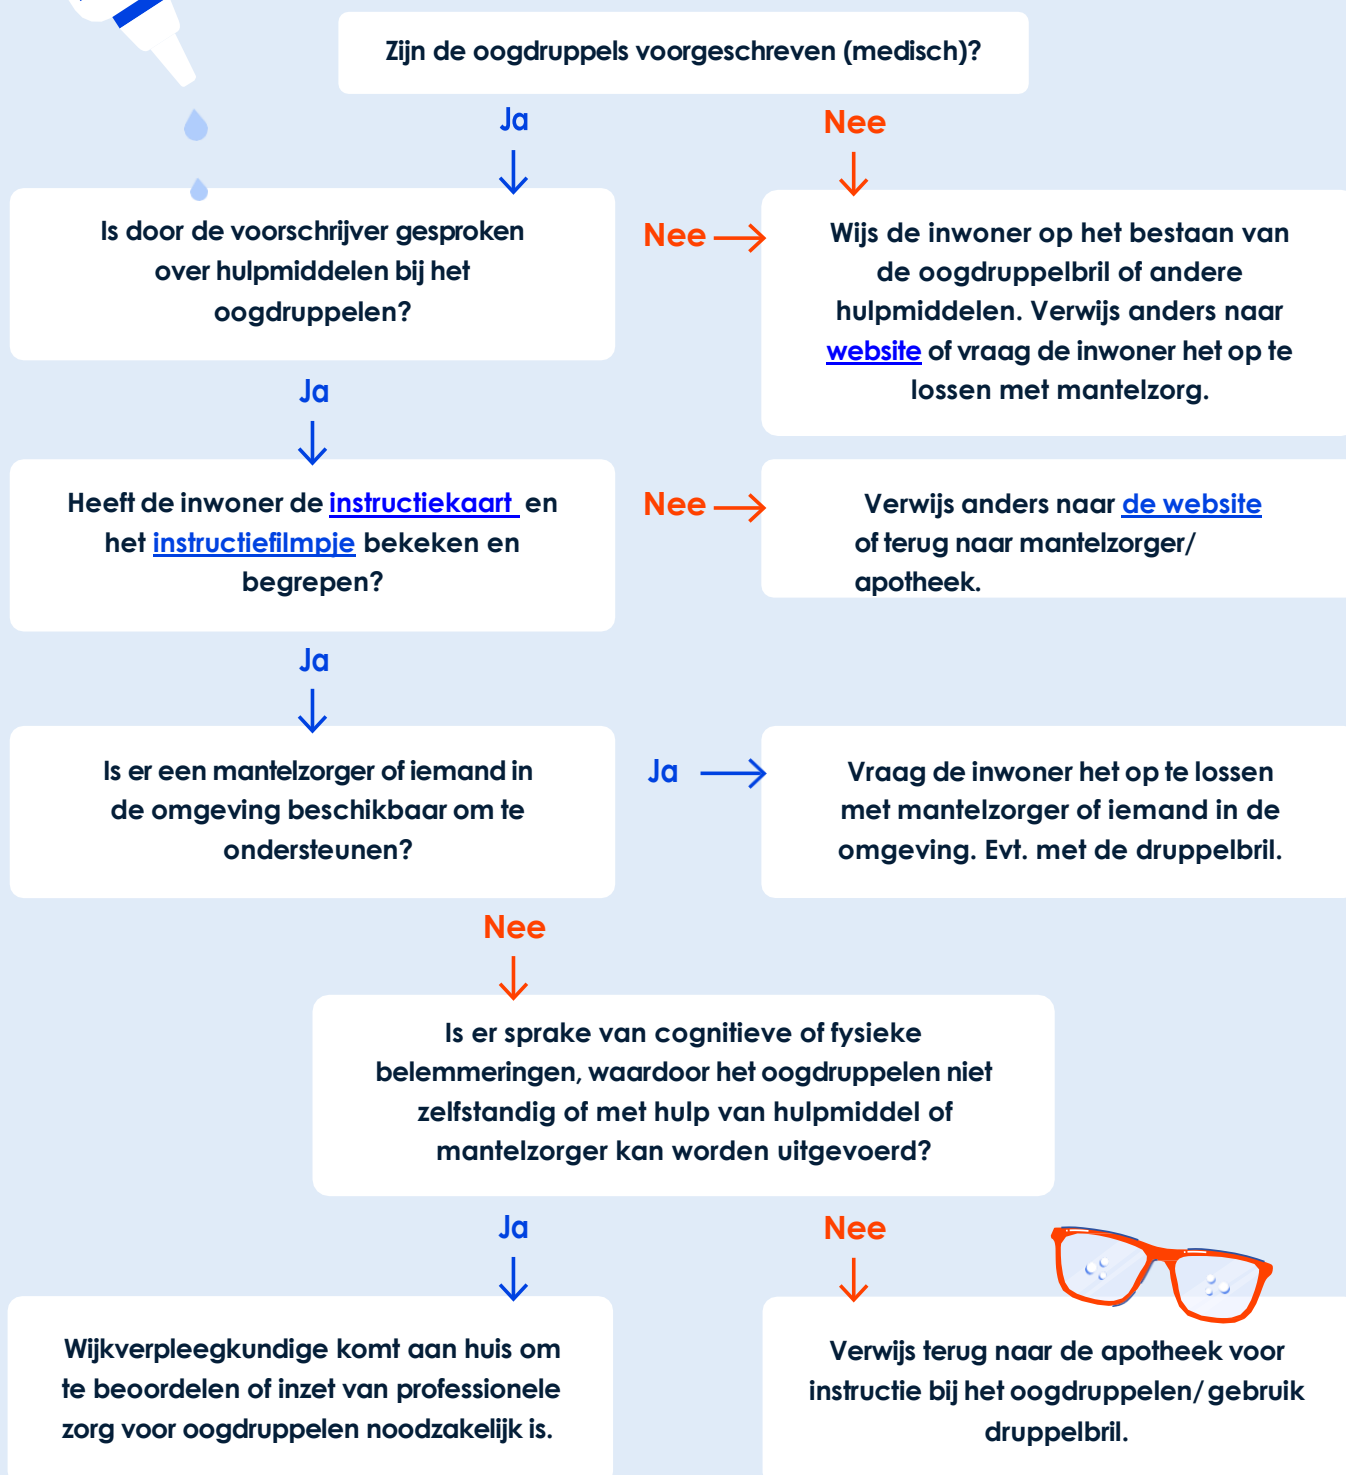 Zijn de oogdruppels voorgeschreven (medisch)?
Ja
Nee
Is door de voorschrijver gesproken
over hulpmiddelen bij het
oogdruppelen?
Nee
Wijs de inwoner op het bestaan van
de oogdruppelbril of andere
hulpmiddelen. Verwijs anders naar
website of vraag de inwoner het op te
lossen met mantelzorg.
Ja
Heeft de inwoner de instructiekaart en
het instructiefilmpje bekeken en
begrepen?
Nee
Verwijs anders naar de website
of terug naar mantelzorger/
apotheek.
Ja
Is er een mantelzorger of iemand in
de omgeving beschikbaar om te
ondersteunen?
Ja
Vraag de inwoner het op te lossen
met mantelzorger of iemand in de
omgeving. Evt. met de druppelbril.
Nee
Is er sprake van cognitieve of fysieke
belemmeringen, waardoor het oogdruppelen niet
zelfstandig of met hulp van hulpmiddel of
mantelzorger kan worden uitgevoerd?
Ja
Nee
Wijkverpleegkundige komt aan huis om
te beoordelen of inzet van professionele
zorg voor oogdruppelen noodzakelijk is.
Verwijs terug naar de apotheek voor
instructie bij het oogdruppelen/ gebruik
druppelbril.